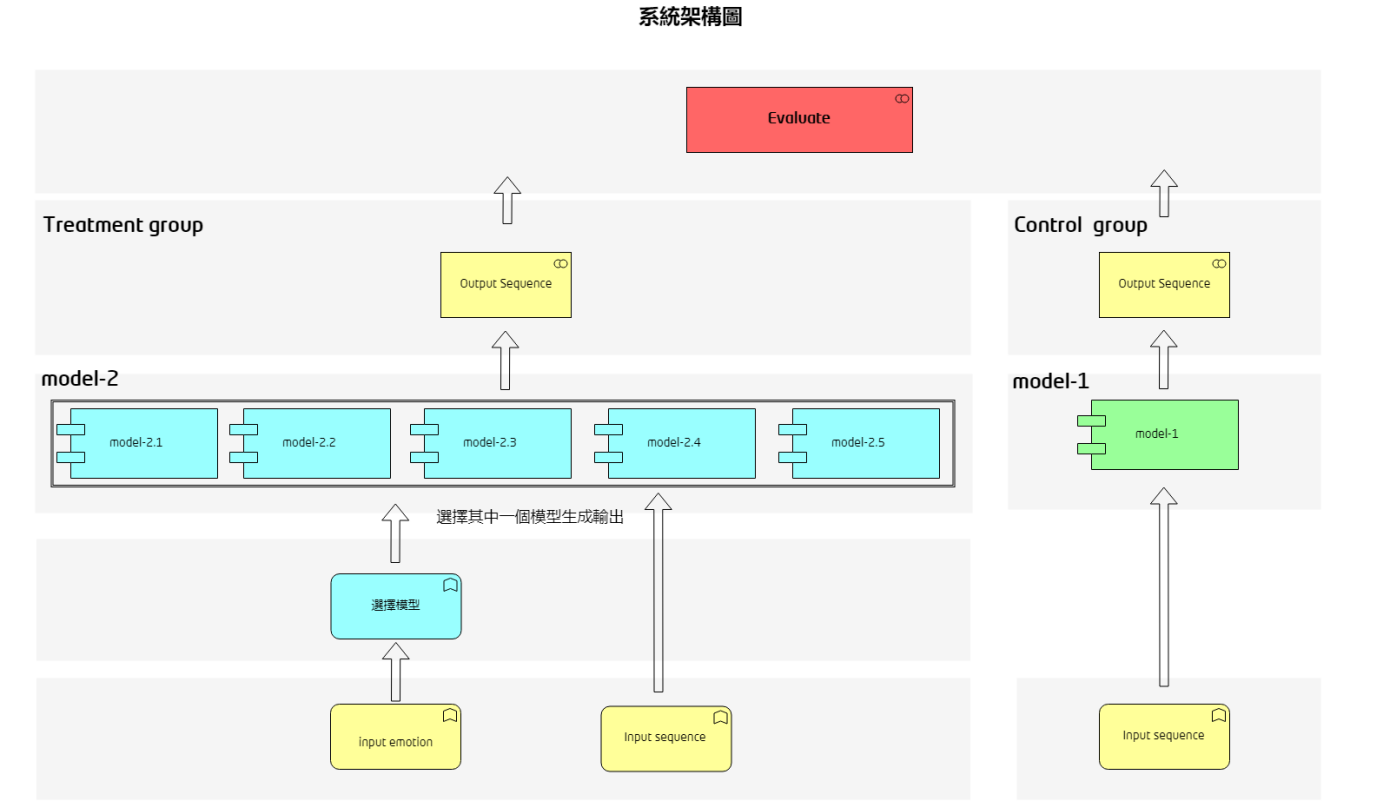 系統架構圖
Evaluate
Treatment group
Control group
Output Sequence
Output Sequence
model-2
model-1
model-2.1
model-2.2
model-2.3
model-2.4
model-2.5
model-1
選擇其中一個模型生成輸出
選擇模型
input emotion
Input sequence
Input sequence